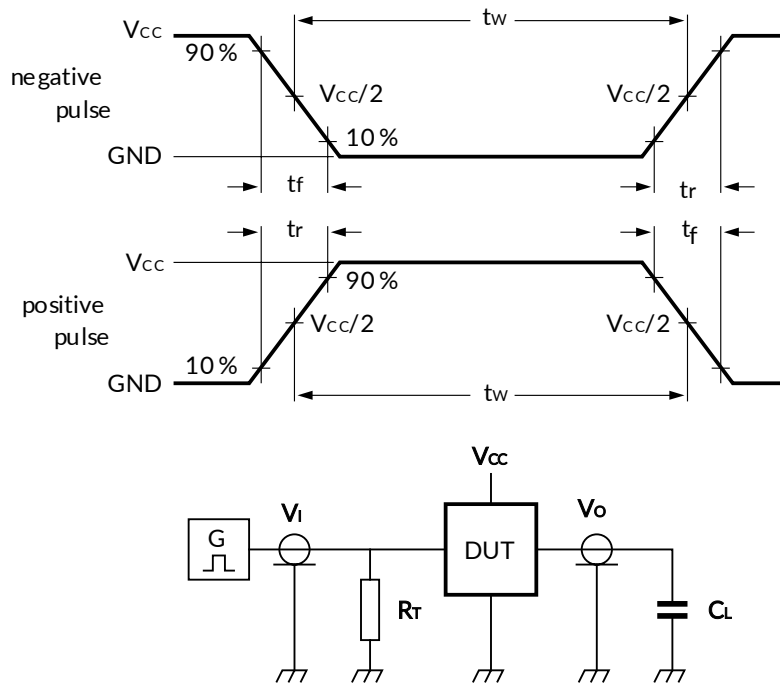 tW
VCC
90 %
negative
pulse
VCC/2
VCC/2
10 %
GND
tf
tr
tr
tf
VCC
90 %
positive
pulse
VCC/2
VCC/2
10 %
GND
tW
VCC
VI
VO
G
DUT
RT
CL